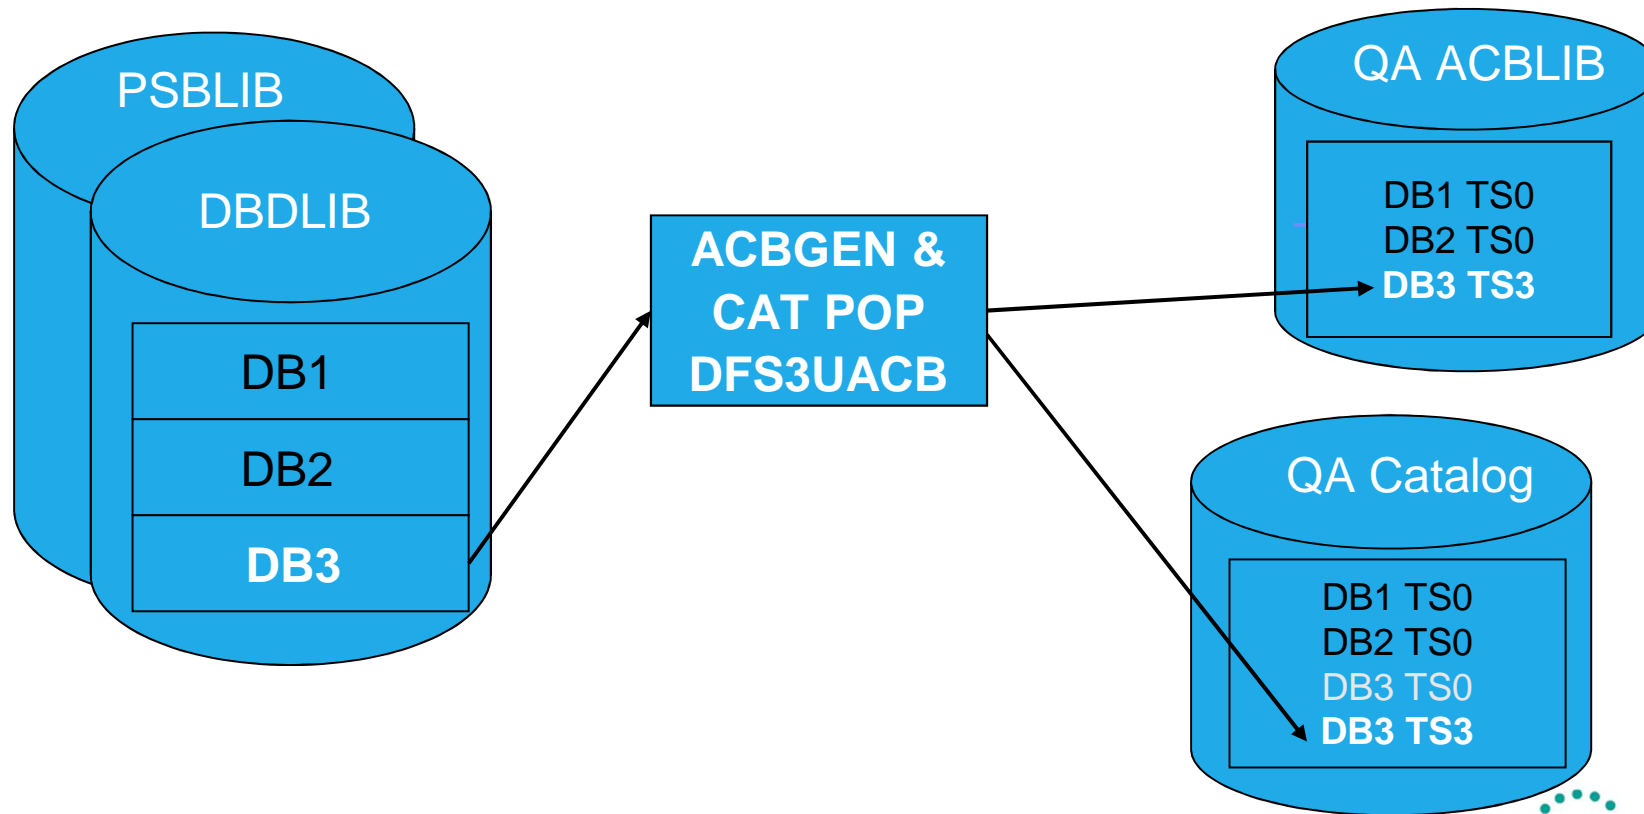 PSBLIB
DBDLIB
DB1
DB2
DB3
ACBGEN &
CAT POP
DFS3UACB
QA ACBLIB
DB1 TS0
DB2 TS0
DB3 TS3
QA Catalog
DB1 TS0
DB2 TS0
DB3 TS0
DB3 TS3